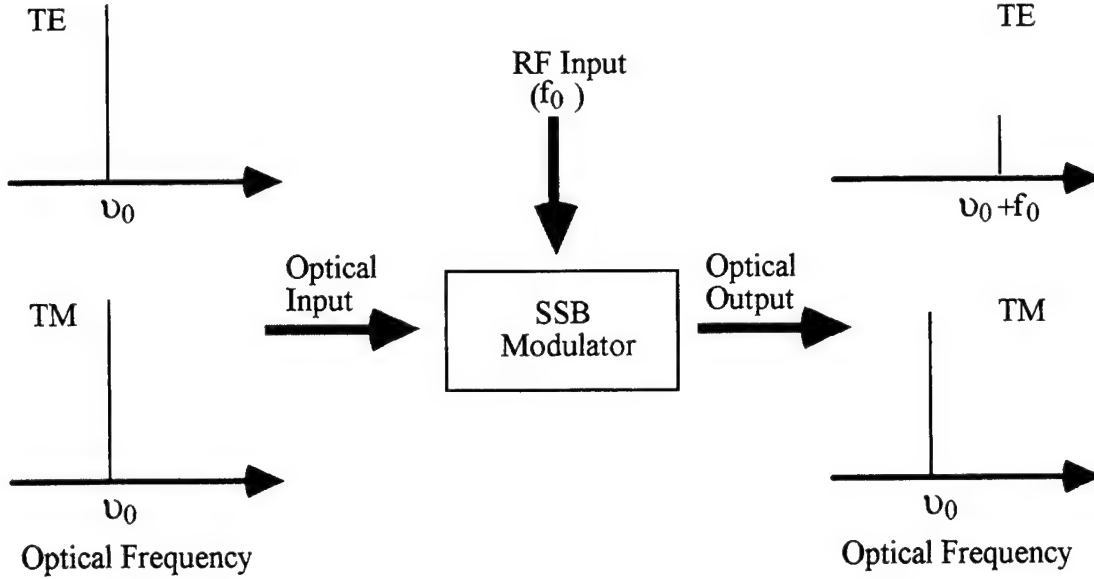 TE
υ₀
TM
υ₀
Optical Frequency
RF Input
(f₀ )
Optical
Input
SSB
Modulator
Optical
Output
TE
υ₀ +f₀
TM
υ₀
Optical Frequency